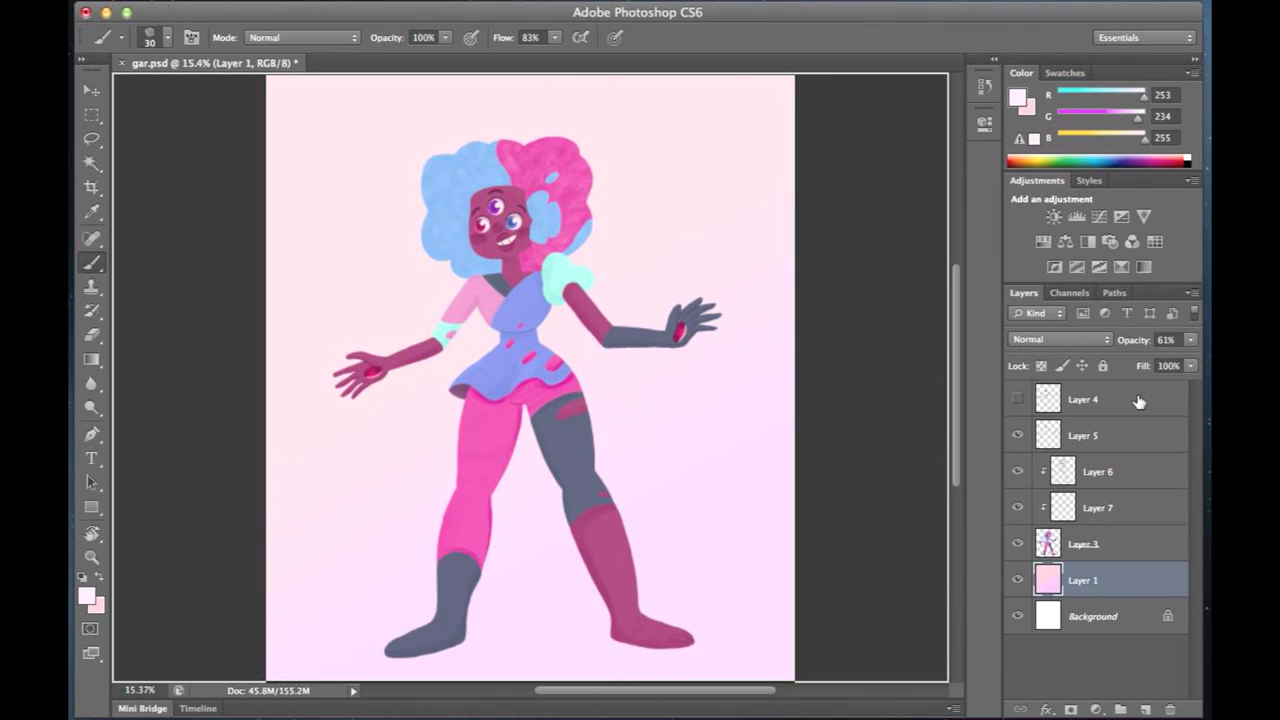 Adobe Photoshop CS6
30
Mode: Normal
Opacity: 100%
Flow: 83%
Essentials
gar.psd @ 15.4% (Layer 1, RGB/8) *
Color
Swatches
R
253
G
234
B
255
Adjustments
Styles
Add an adjustment
Layers
Channels
Paths
Kind
Normal
Opacity: 61%
Lock:
Fill: 100%
Layer 4
Layer 5
Layer 6
Layer 7
Layer 3
Layer 1
Background
15.37%
Doc: 45.8M/155.2M
Mini Bridge
Timeline
fx